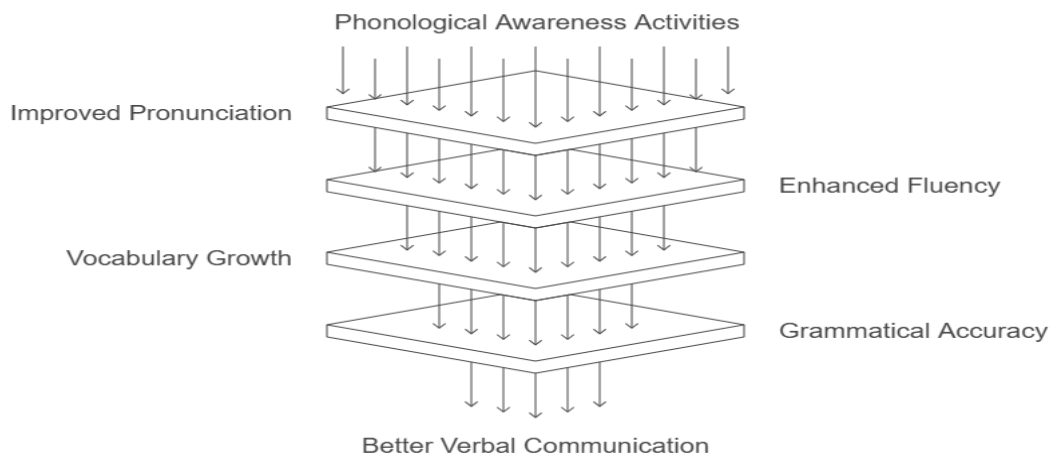 Phonological Awareness Activities
Improved Pronunciation
Enhanced Fluency
Vocabulary Growth
Grammatical Accuracy
Better Verbal Communication